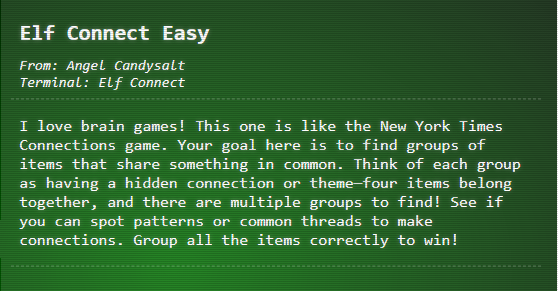 Elf Connect Easy
From: Angel Candysalt
Terminal: Elf Connect
I love brain games! This one is like the New York Times
Connections game. Your goal here is to find groups of
items that share something in common. Think of each group
as having a hidden connection or theme—four items belong
together, and there are multiple groups to find! See if
you can spot patterns or common threads to make
connections. Group all the items correctly to win!